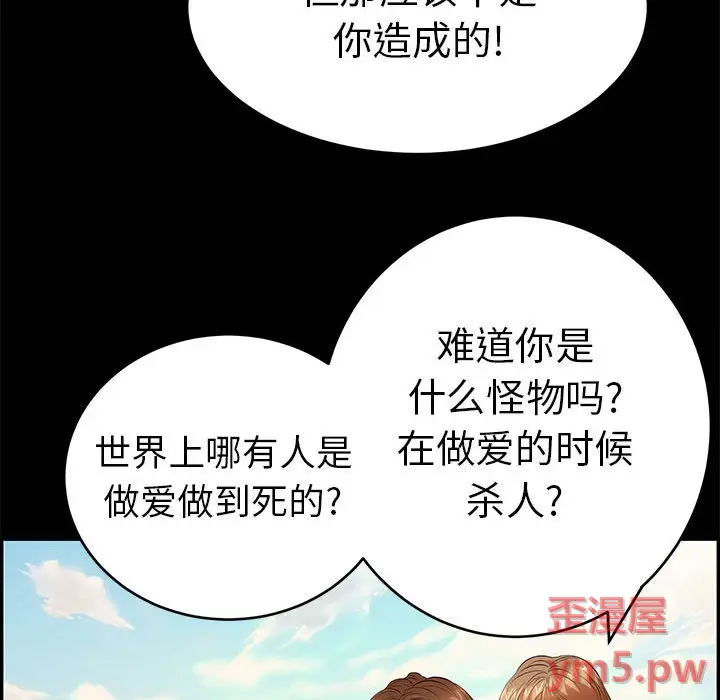 你造成的!
难道你是
什么怪物吗?
在做爱的时候
杀人?
世界上哪有人是
做爱做到死的?
歪漫屋
ym5.pw